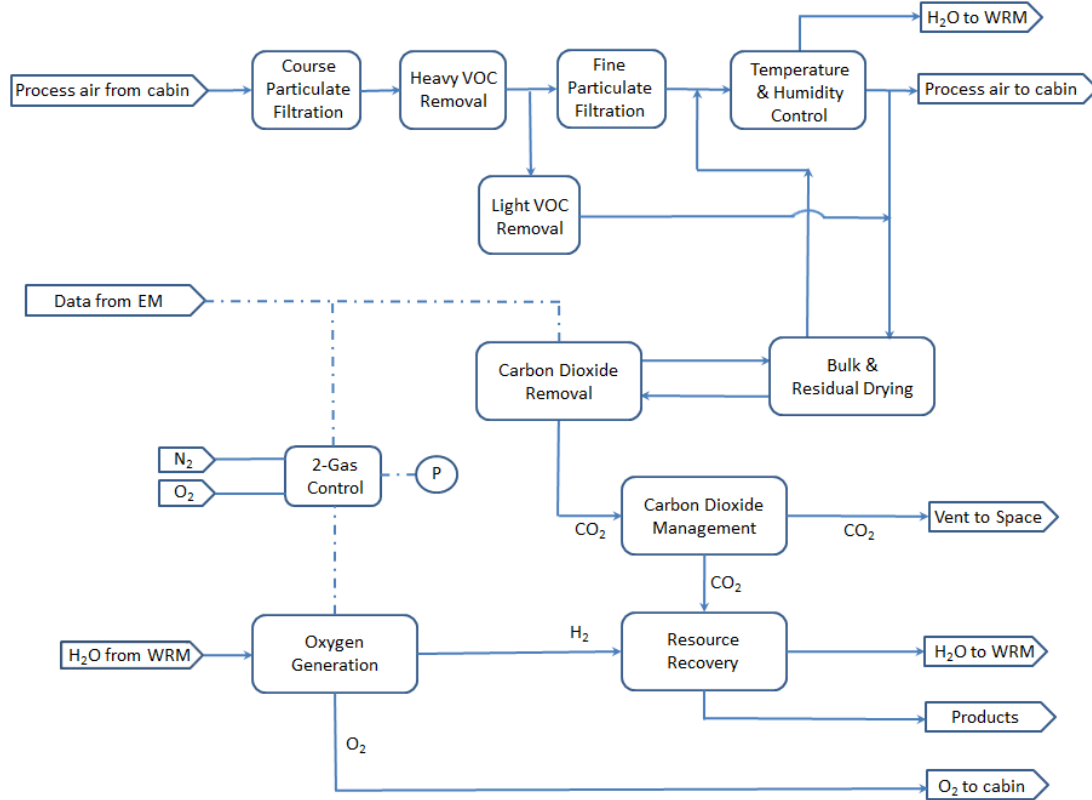 H₂O to WRM
Process air from cabin
Course
Particulate
Filtration
Heavy VOC
Removal
Fine
Particulate
Filtration
Temperature
& Humidity
Control
Process air to cabin
Light VOC
Removal
Data from EM
Carbon Dioxide
Removal
Bulk &
Residual Drying
N₂
O₂
2-Gas
Control
P
CO₂
Carbon Dioxide
Management
CO₂
Vent to Space
CO₂
H₂O from WRM
Oxygen
Generation
H₂
Resource
Recovery
H₂O to WRM
Products
O₂
O₂ to cabin